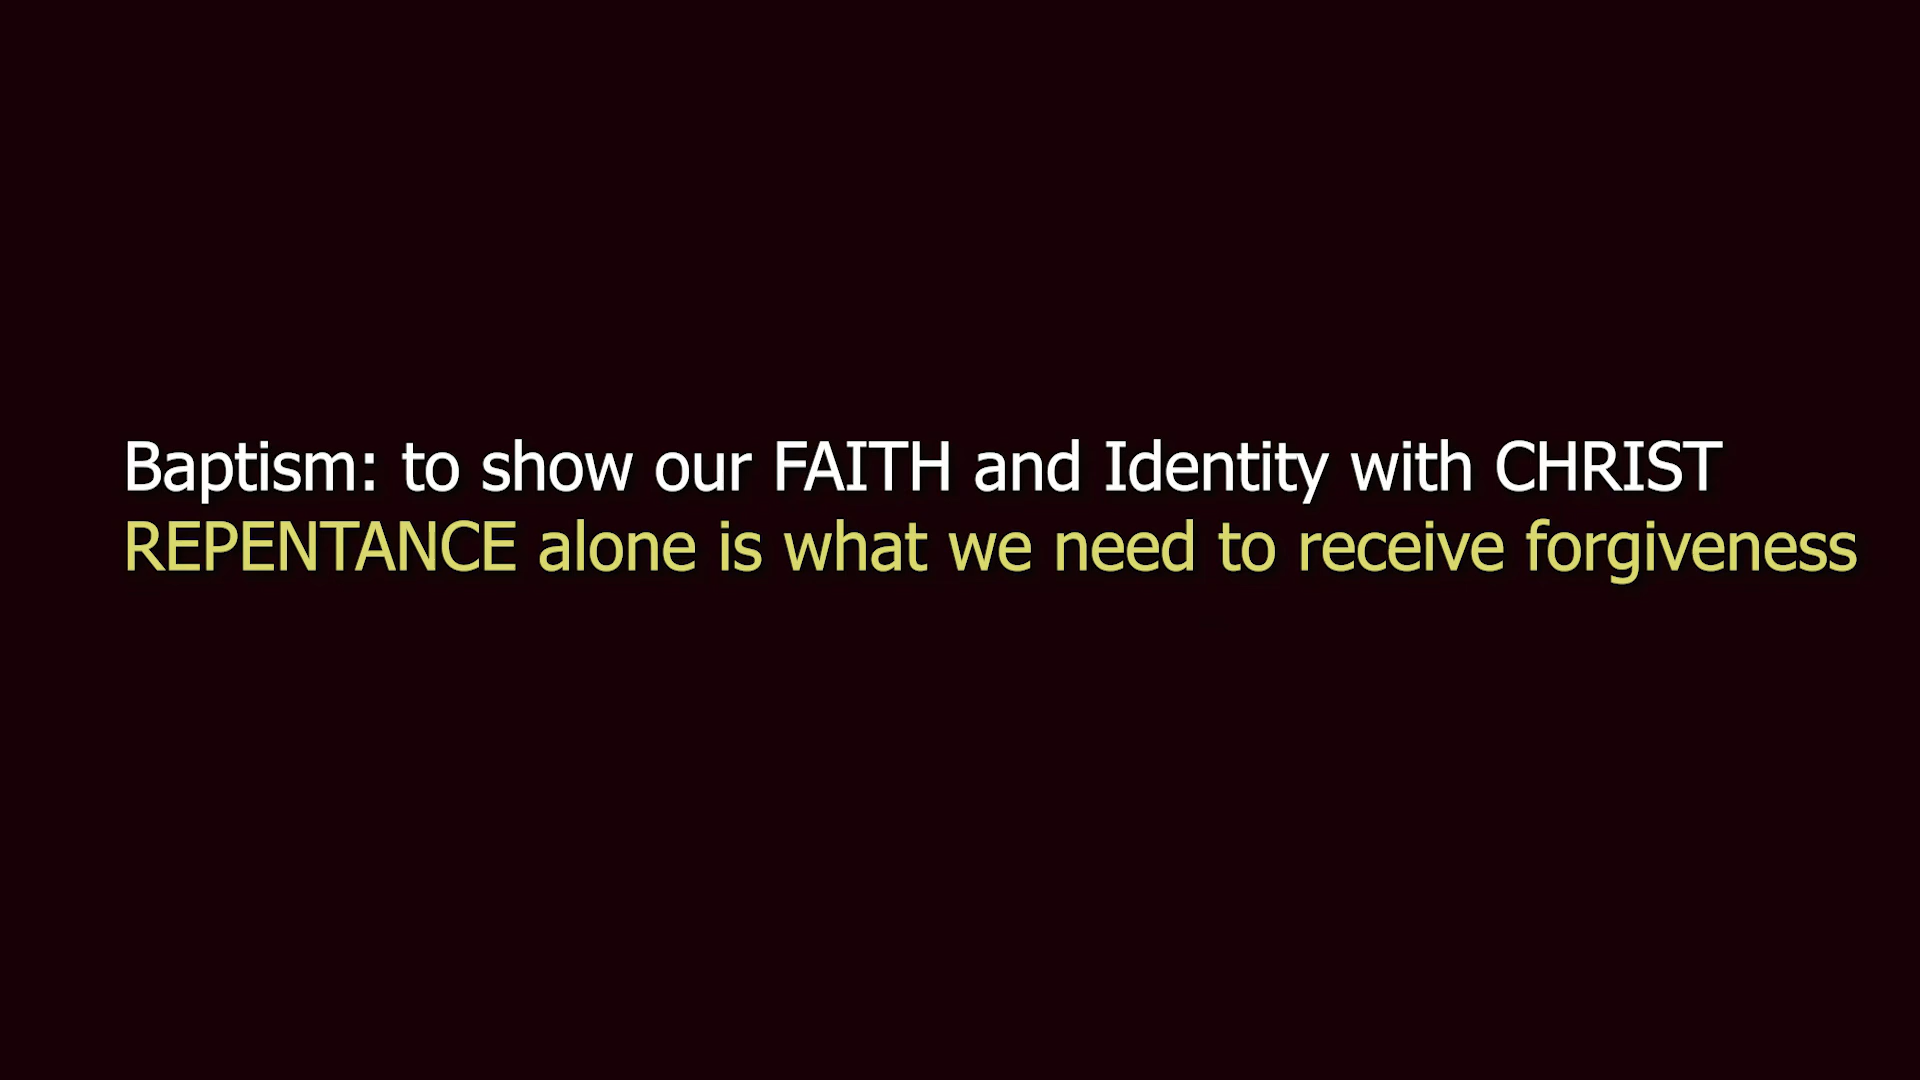 Baptism: to show our FAITH and Identity with CHRIST
REPENTANCE alone is what we need to receive forgiveness